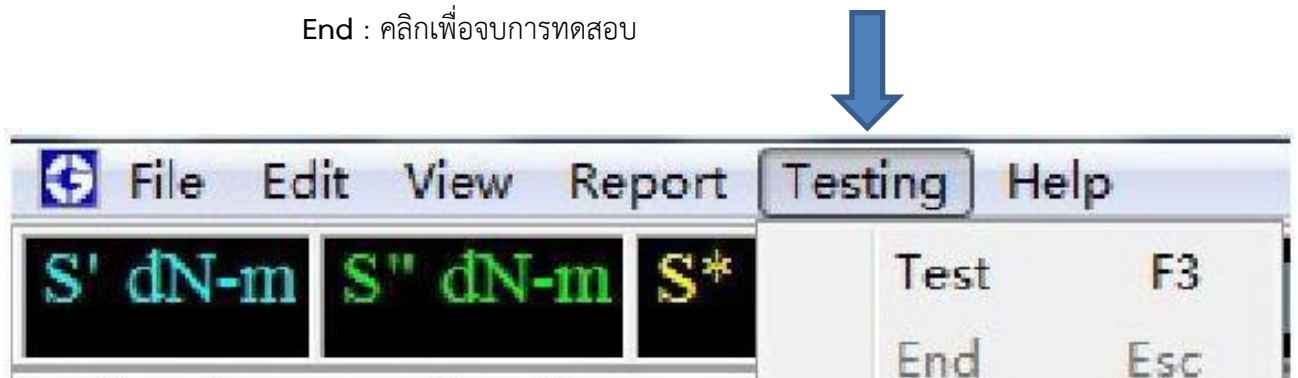 End : คลิกเพื่อจบการทดสอบ
File Edit View Report Testing Help
S' dN-m S" dN-m S* Test F3
End Esc